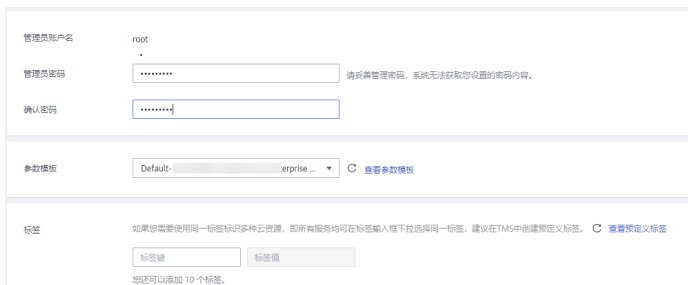 管理员账户名 root
管理员密码 ••••••••• 请妥善管理密码，系统无法获取您设置的密码内容。
确认密码 •••••••••
参数模板 Default- erprise ... 查看参数模板
标签 如果您需要使用同一标签标识多种云资源，即所有服务均可在标签输入框下拉选择同一标签，建议在TMS中创建预定义标签。 查看预定义标签
标签键 标签值
您还可以添加 10 个标签。